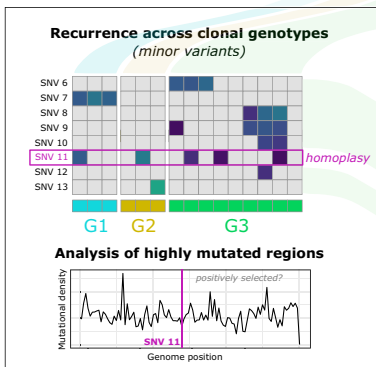 Recurrence across clonal genotypes
(minor variants)
SNV 6
SNV 7
SNV 8
SNV 9
SNV 10
SNV 11
homoplasy
SNV 12
SNV 13
G1 G2 G3
Analysis of highly mutated regions
Mutational density
positively selected?
SNV 11
Genome position